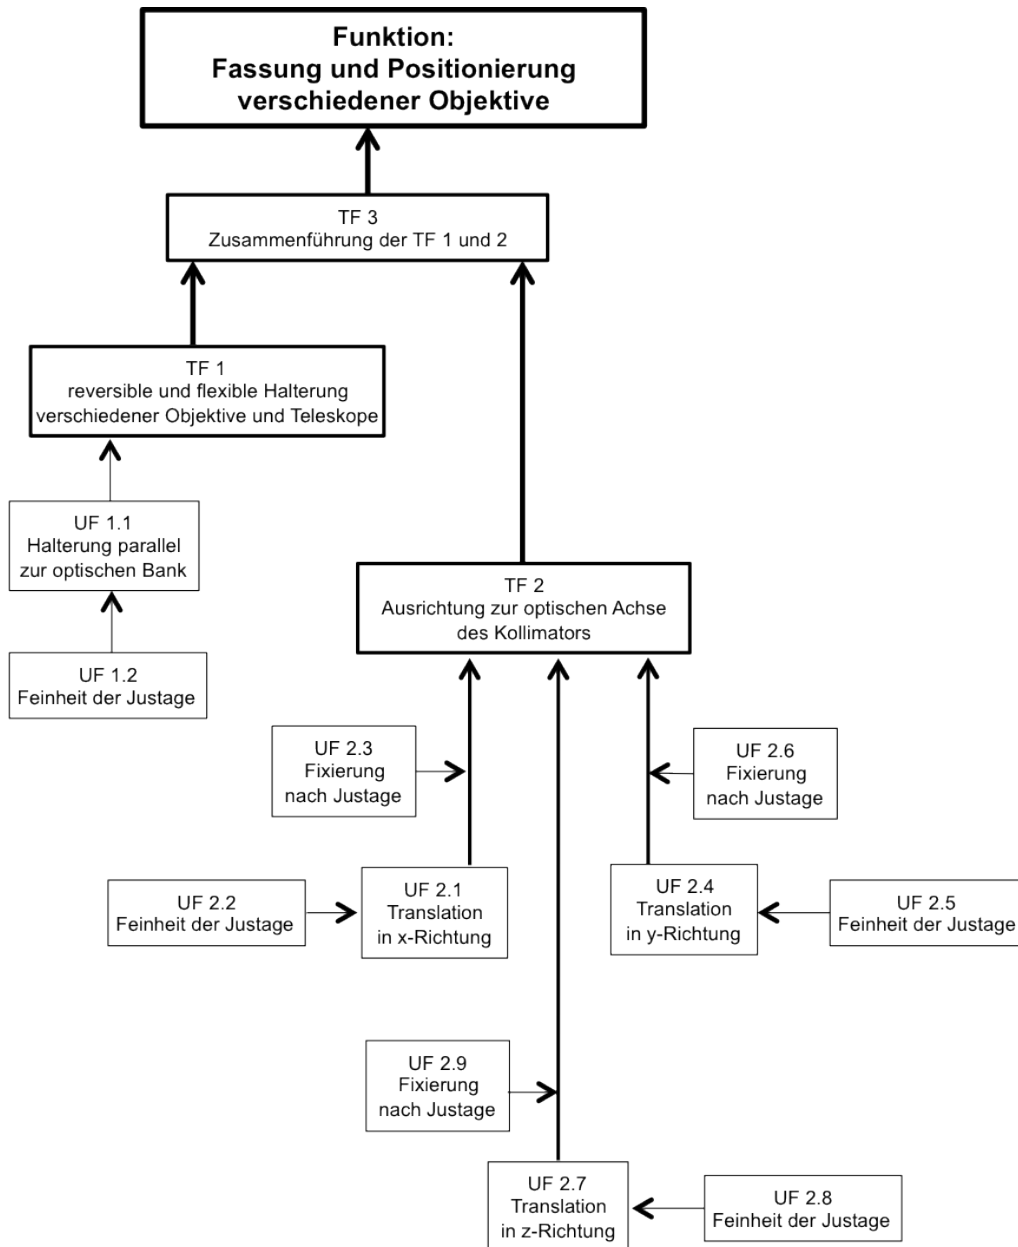 Funktion:
Fassung und Positionierung
verschiedener Objektive
TF 3
Zusammenführung der TF 1 und 2
TF 1
reversible und flexible Halterung
verschiedener Objektive und Teleskope
UF 1.1
Halterung parallel
zur optischen Bank
UF 1.2
Feinheit der Justage
TF 2
Ausrichtung zur optischen Achse
des Kollimators
UF 2.3
Fixierung
nach Justage
UF 2.6
Fixierung
nach Justage
UF 2.2
Feinheit der Justage
UF 2.1
Translation
in x-Richtung
UF 2.4
Translation
in y-Richtung
UF 2.5
Feinheit der Justage
UF 2.9
Fixierung
nach Justage
UF 2.7
Translation
in z-Richtung
UF 2.8
Feinheit der Justage